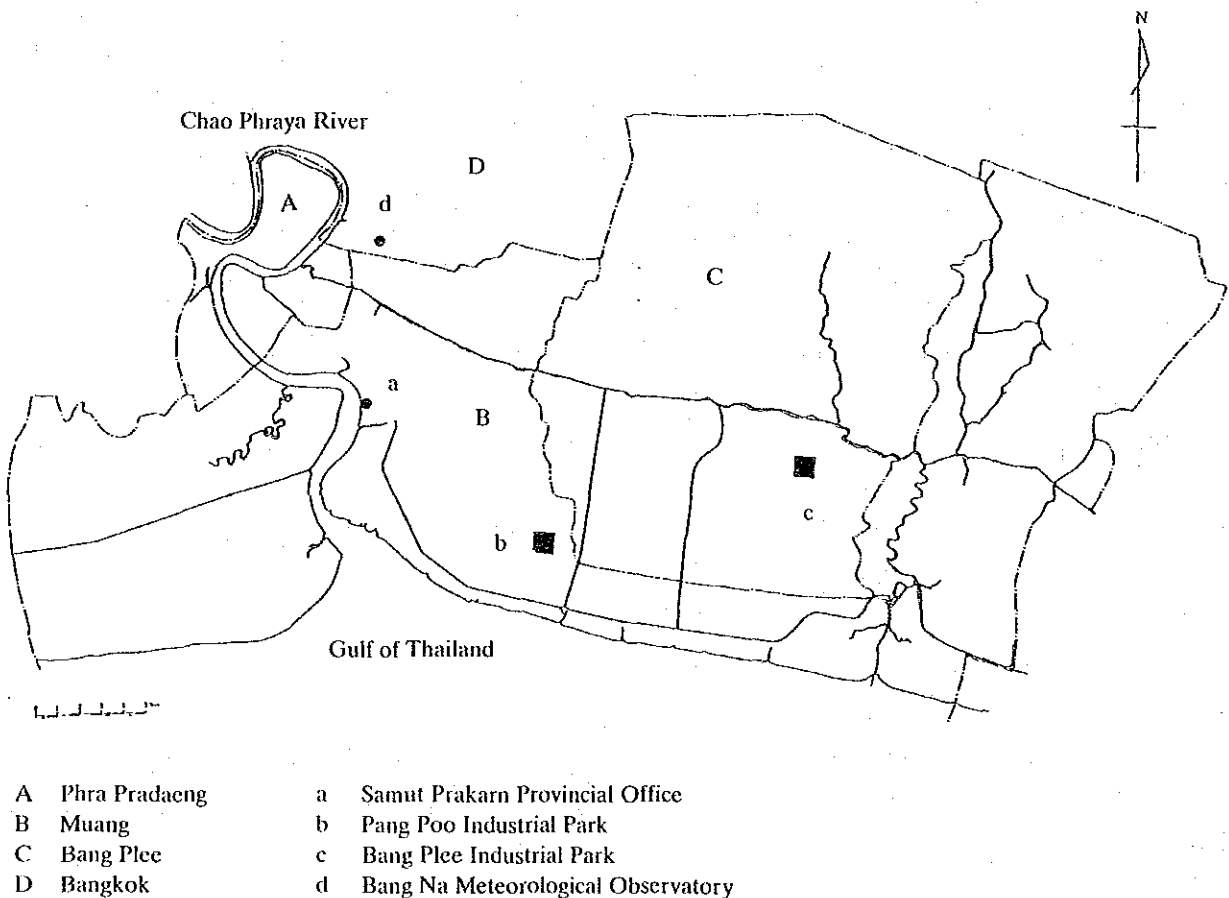 N
Chao Phraya River
D
A
d
C
a
B
c
b
Gulf of Thailand
A Phra Pradaeng a Samut Prakarn Provincial Office
B Muang b Pang Poo Industrial Park
C Bang Plee c Bang Plee Industrial Park
D Bangkok d Bang Na Meteorological Observatory